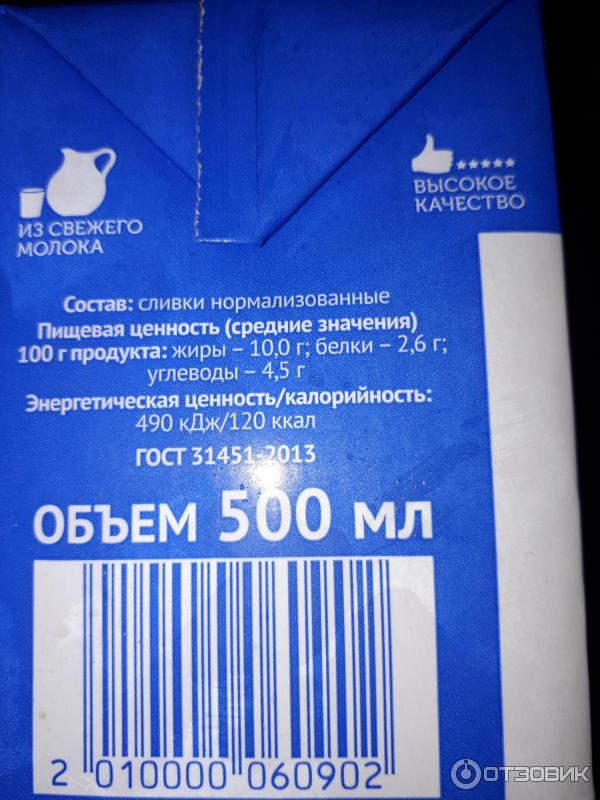 ИЗ СВЕЖЕГО
МОЛОКА
ВЫСОКОЕ
КАЧЕСТВО
Состав: сливки нормализованные
Пищевая ценность (средние значения)
100 г продукта: жиры – 10,0 г; белки – 2,6 г;
углеводы – 4,5 г
Энергетическая ценность/калорийность:
490 кДж/120 ккал
ГОСТ 31451-2013
ОБЪЕМ 500 мл
2 010000 060902
ОТЗОВИК